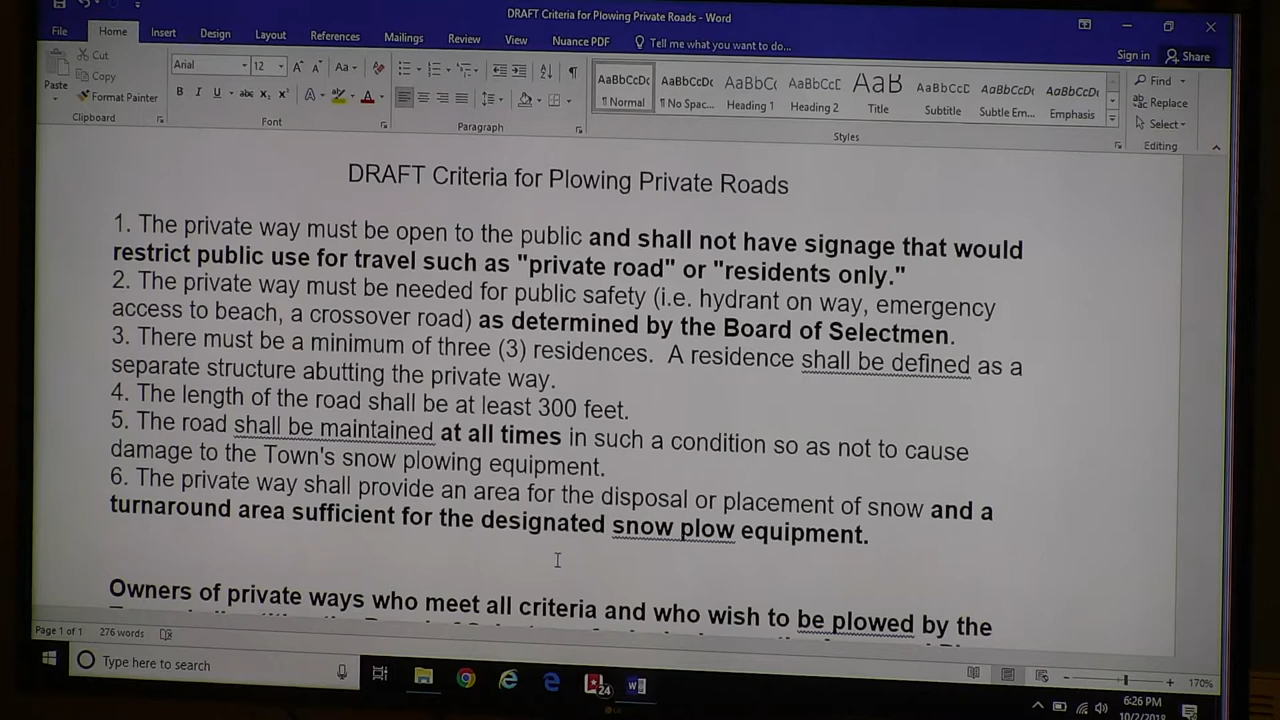 DRAFT Criteria for Plowing Private Roads - Word
File Home Insert Design Layout References Mailings Review View Nuance PDF Tell me what you want to do... Sign in Share
Cut
Copy
Paste
Format Painter
Clipboard
Arial 12
Font
Paragraph
AaBbCcDc AaBbCcDc AaBbC( AaBbCcD AaB AaBbCcD AaBbCcDt AaBbCcDt
¶ Normal ¶ No Spac... Heading 1 Heading 2 Title Subtitle Subtle Em... Emphasis
Styles
Find
Replace
Select
Editing
DRAFT Criteria for Plowing Private Roads
1. The private way must be open to the public and shall not have signage that would
restrict public use for travel such as "private road" or "residents only."
2. The private way must be needed for public safety (i.e. hydrant on way, emergency
access to beach, a crossover road) as determined by the Board of Selectmen.
3. There must be a minimum of three (3) residences. A residence shall be defined as a
separate structure abutting the private way.
4. The length of the road shall be at least 300 feet.
5. The road shall be maintained at all times in such a condition so as not to cause
damage to the Town's snow plowing equipment.
6. The private way shall provide an area for the disposal or placement of snow and a
turnaround area sufficient for the designated snow plow equipment.
Owners of private ways who meet all criteria and who wish to be plowed by the
Page 1 of 1 276 words
170%
Type here to search
24
6:26 PM
10/2/2018